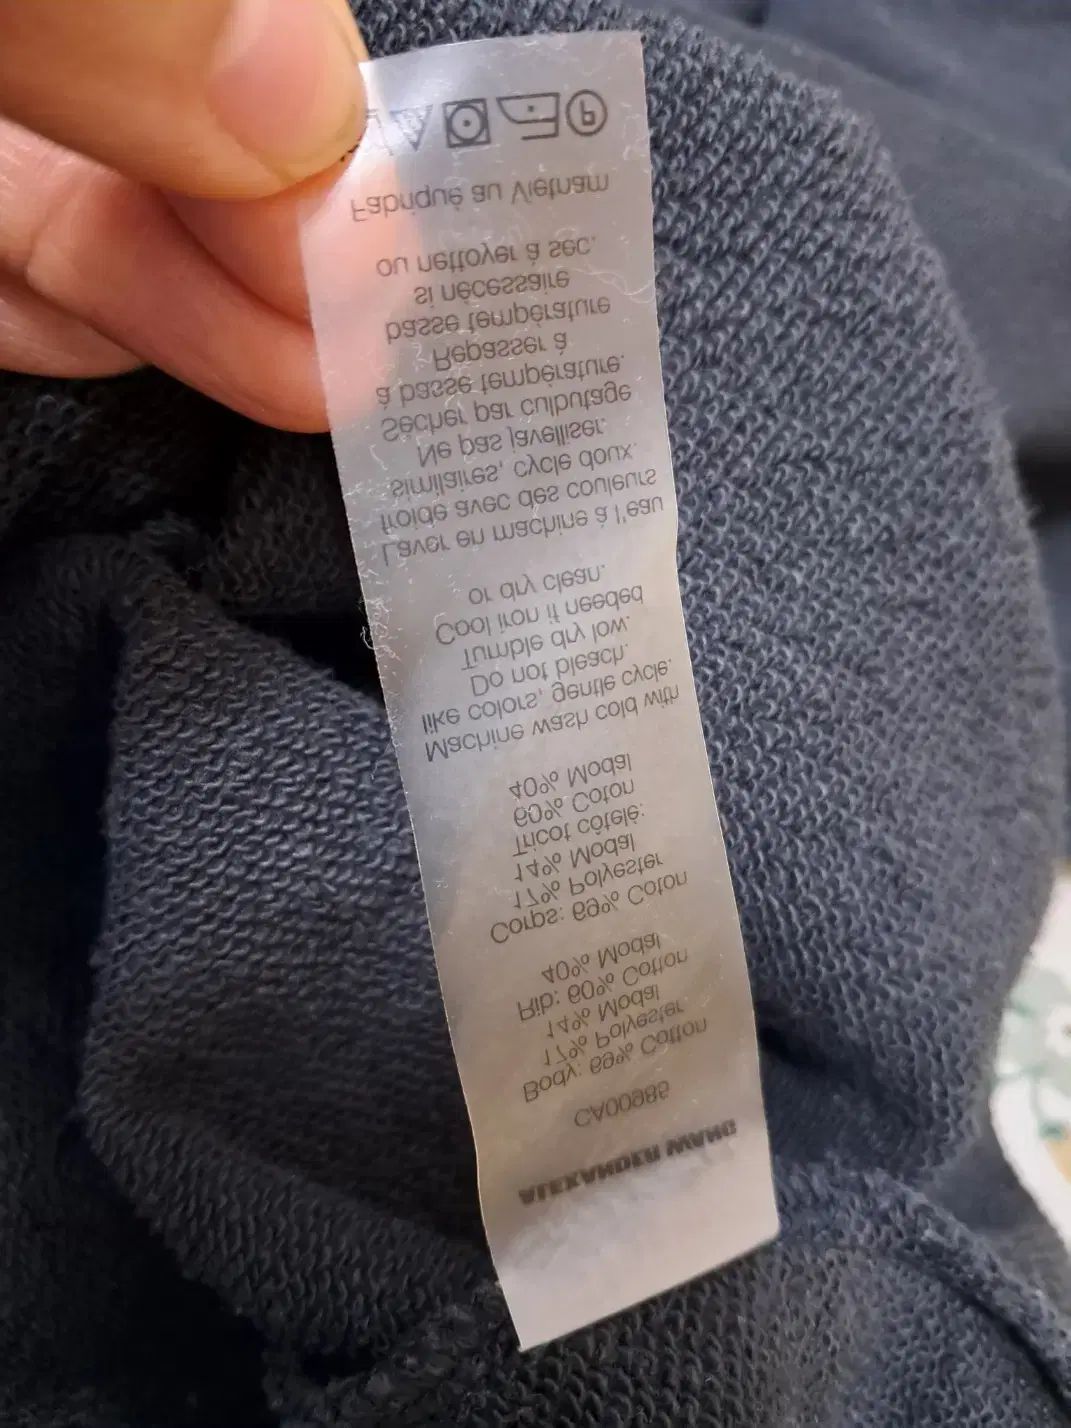 ALEXANDER WANG
CA00985
Body: 69% Cotton
17% Polyester
14% Modal
Rib: 60% Cotton
40% Modal
Corps: 69% Coton
17% Polyester
14% Modal
Tricot côtelé:
60% Coton
40% Modal
Machine wash cold with
like colors, gentle cycle.
Do not bleach.
Tumble dry low.
Cool iron if needed
or dry clean.
Laver en machine à l'eau
froide avec des couleurs
similaires, cycle doux.
Ne pas javelliser.
Sécher par culbutage
à basse température.
Repasser à
basse température
si nécessaire
ou nettoyer à sec.
Fabriqué au Vietnam
P